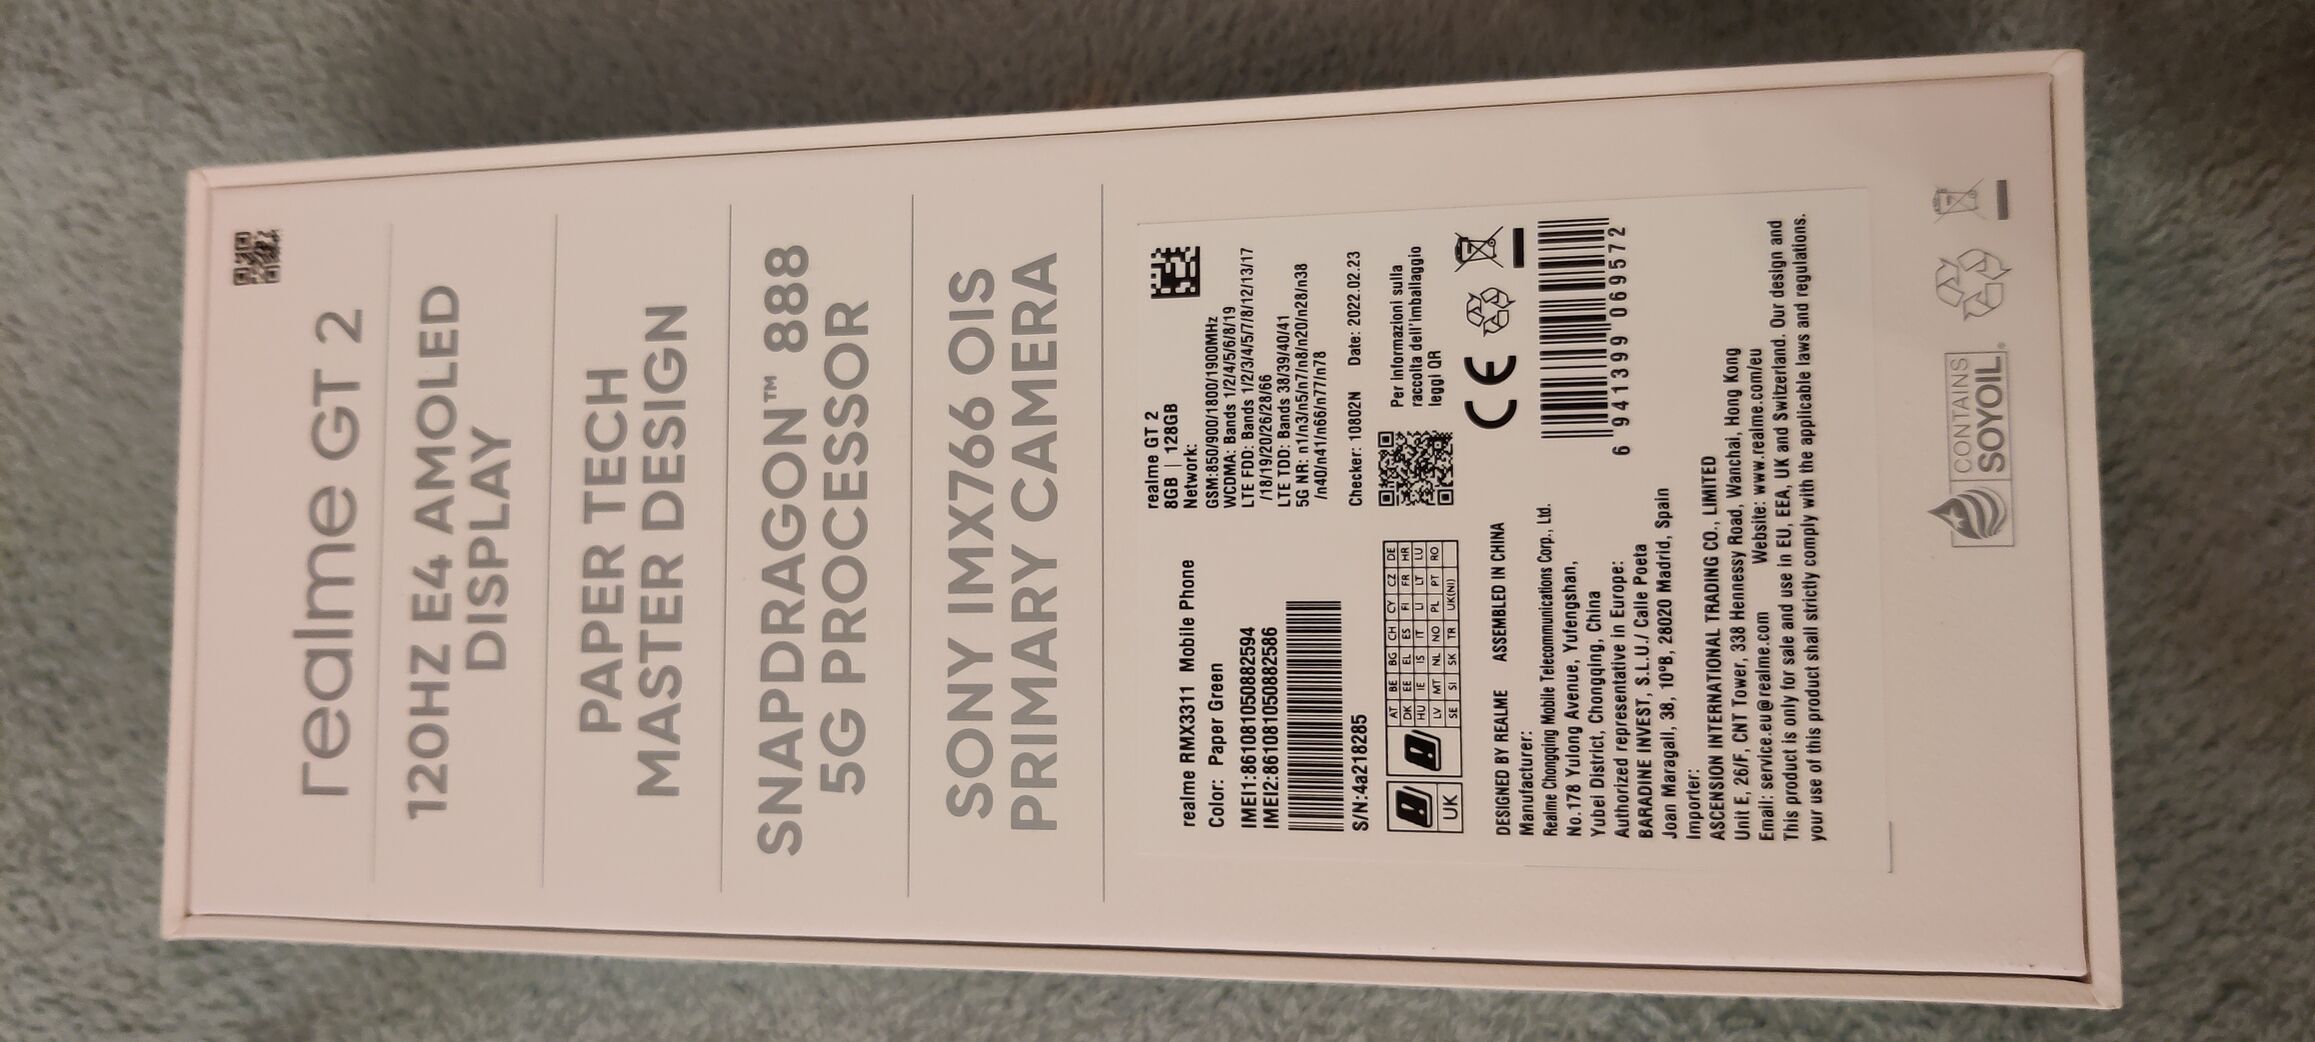 realme GT 2
120HZ E4 AMOLED
DISPLAY
PAPER TECH
MASTER DESIGN
SNAPDRAGON™ 888
5G PROCESSOR
SONY IMX766 OIS
PRIMARY CAMERA
realme RMX3311 Mobile Phone
Color: Paper Green
IMEI1:861081050882594
IMEI2:861081050882586
S/N:4a218285
realme GT 2
8GB | 128GB
Network:
GSM:850/900/1800/1900MHz
WCDMA: Bands 1/2/4/5/6/8/19
LTE FDD: Bands 1/2/3/4/5/7/8/12/13/17
/18/19/20/26/28/66
LTE TDD: Bands 38/39/40/41
5G NR: n1/n3/n5/n7/n8/n20/n28/n38
/n40/n41/n66/n77/n78
Checker: 10802N Date: 2022.02.23
UK
AT BE BG CH CY CZ DE
DK EE EL ES FI FR HR
HU IE IS IT LI LT LU
LV MT NL NO PL PT RO
SE SI SK TR UK(NI)
Per informazioni sulla
raccolta dell'imballaggio
leggi QR
CE
DESIGNED BY REALME ASSEMBLED IN CHINA
Manufacturer:
Realme Chongqing Mobile Telecommunications Corp., Ltd.
No.178 Yulong Avenue, Yufengshan,
Yubei District, Chongqing, China
Authorized representative in Europe:
BARADINE INVEST, S.L.U./ Calle Poeta
Joan Maragall, 38, 10ºB, 28020 Madrid, Spain
6 941399 069572
Importer:
ASCENSION INTERNATIONAL TRADING CO., LIMITED
Unit E, 26/F, CNT Tower, 338 Hennessy Road, Wanchai, Hong Kong
Email: service.eu@realme.com Website: www.realme.com/eu
This product is only for sale and use in EU, EEA, UK and Switzerland. Our design and
your use of this product shall strictly comply with the applicable laws and regulations.
CONTAINS
SOYOIL®